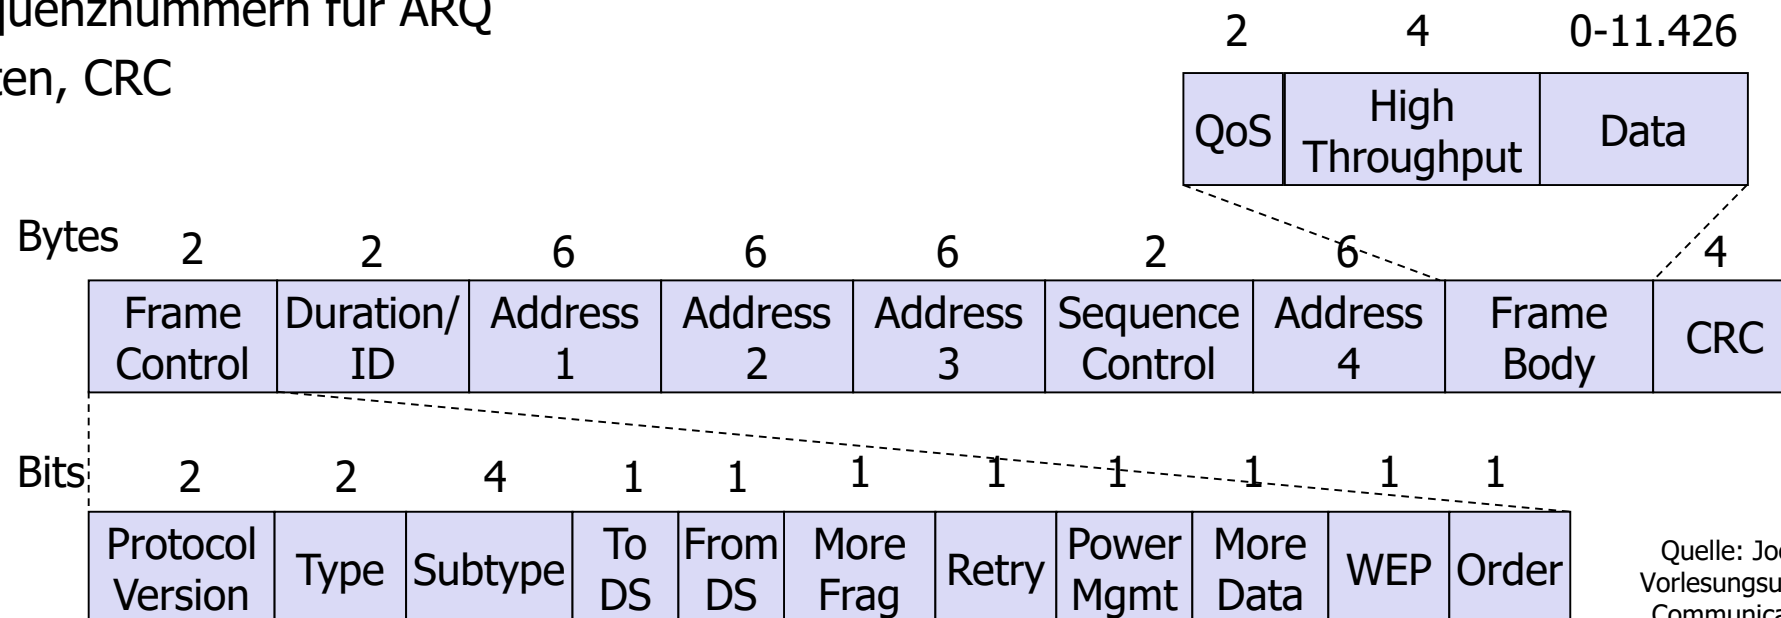 quenznummern für ARQ
ten, CRC
2 4 0-11.426
QoS High Throughput Data
Bytes 2 2 6 6 6 2 6 4
Frame Control Duration/ ID Address 1 Address 2 Address 3 Sequence Control Address 4 Frame Body CRC
Bits 2 2 4 1 1 1 1 1 1 1 1
Protocol Version Type Subtype To DS From DS More Frag Retry Power Mgmt More Data WEP Order
Quelle: Joc
Vorlesungsu
Communica